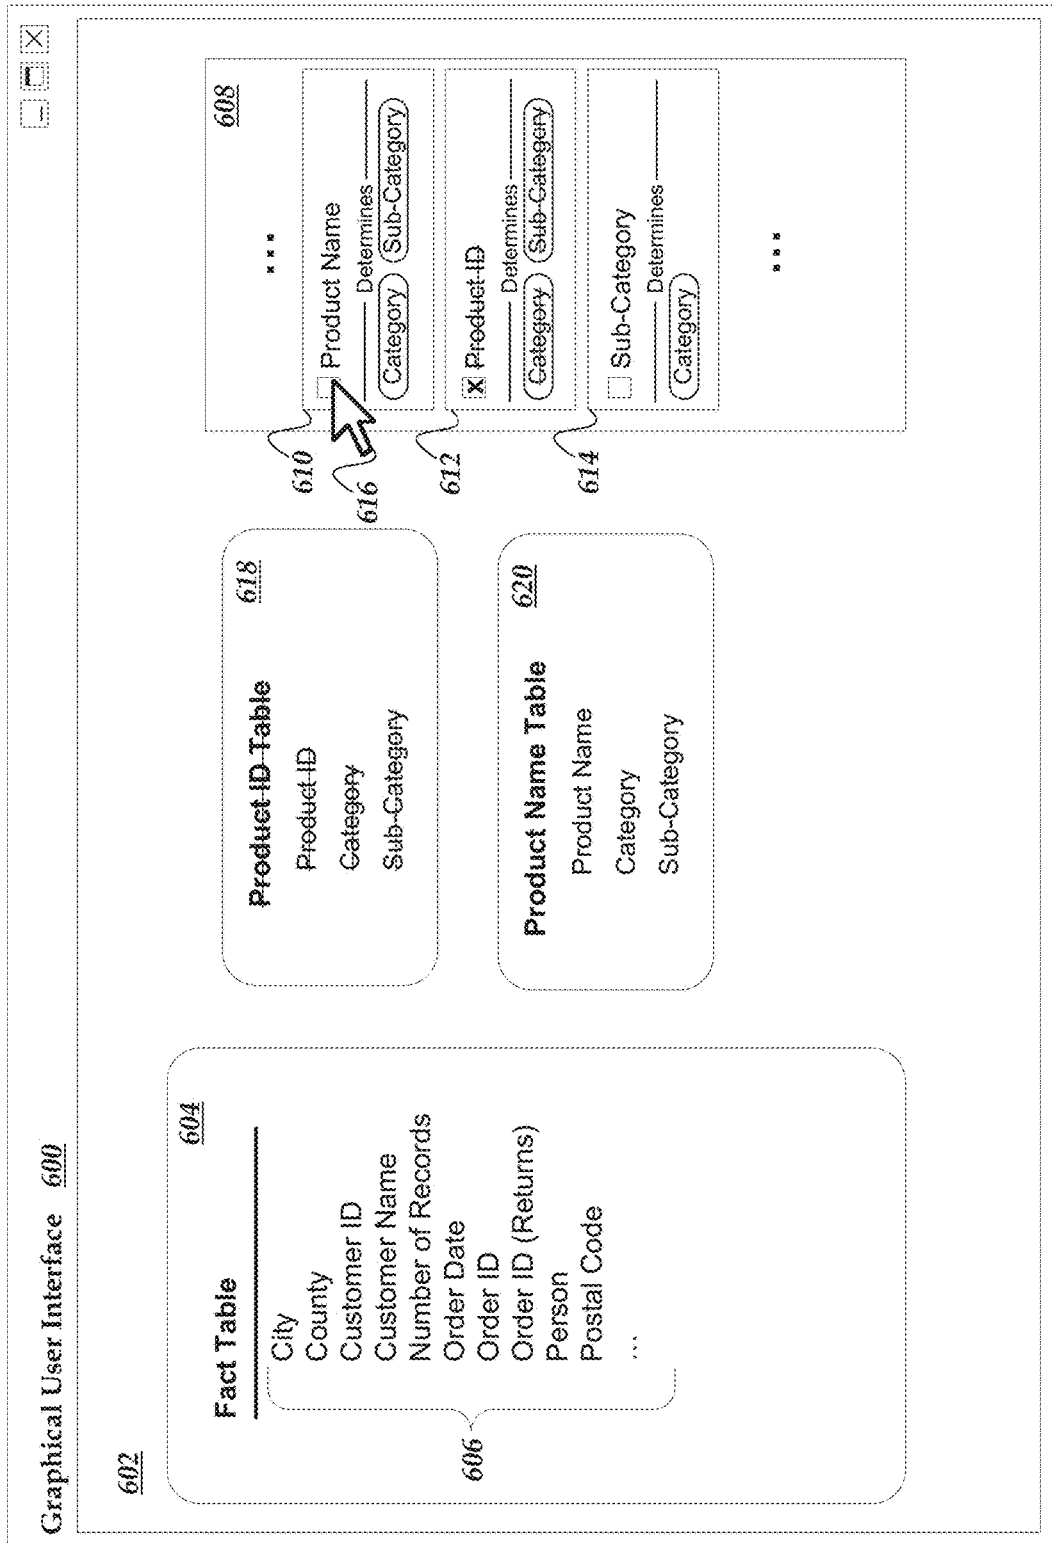 Graphical User Interface 600
_ X
602
604
Fact Table
City
County
Customer ID
Customer Name
Number of Records
Order Date
Order ID
Order ID (Returns)
Person
Postal Code
...
606
618
Product ID Table
Product ID
Category
Sub-Category
620
Product Name Table
Product Name
Category
Sub-Category
608
...
610
Product Name
Determines
Category Sub-Category
616
612
X Product ID
Determines
Category Sub-Category
614
Sub-Category
Determines
Category
...